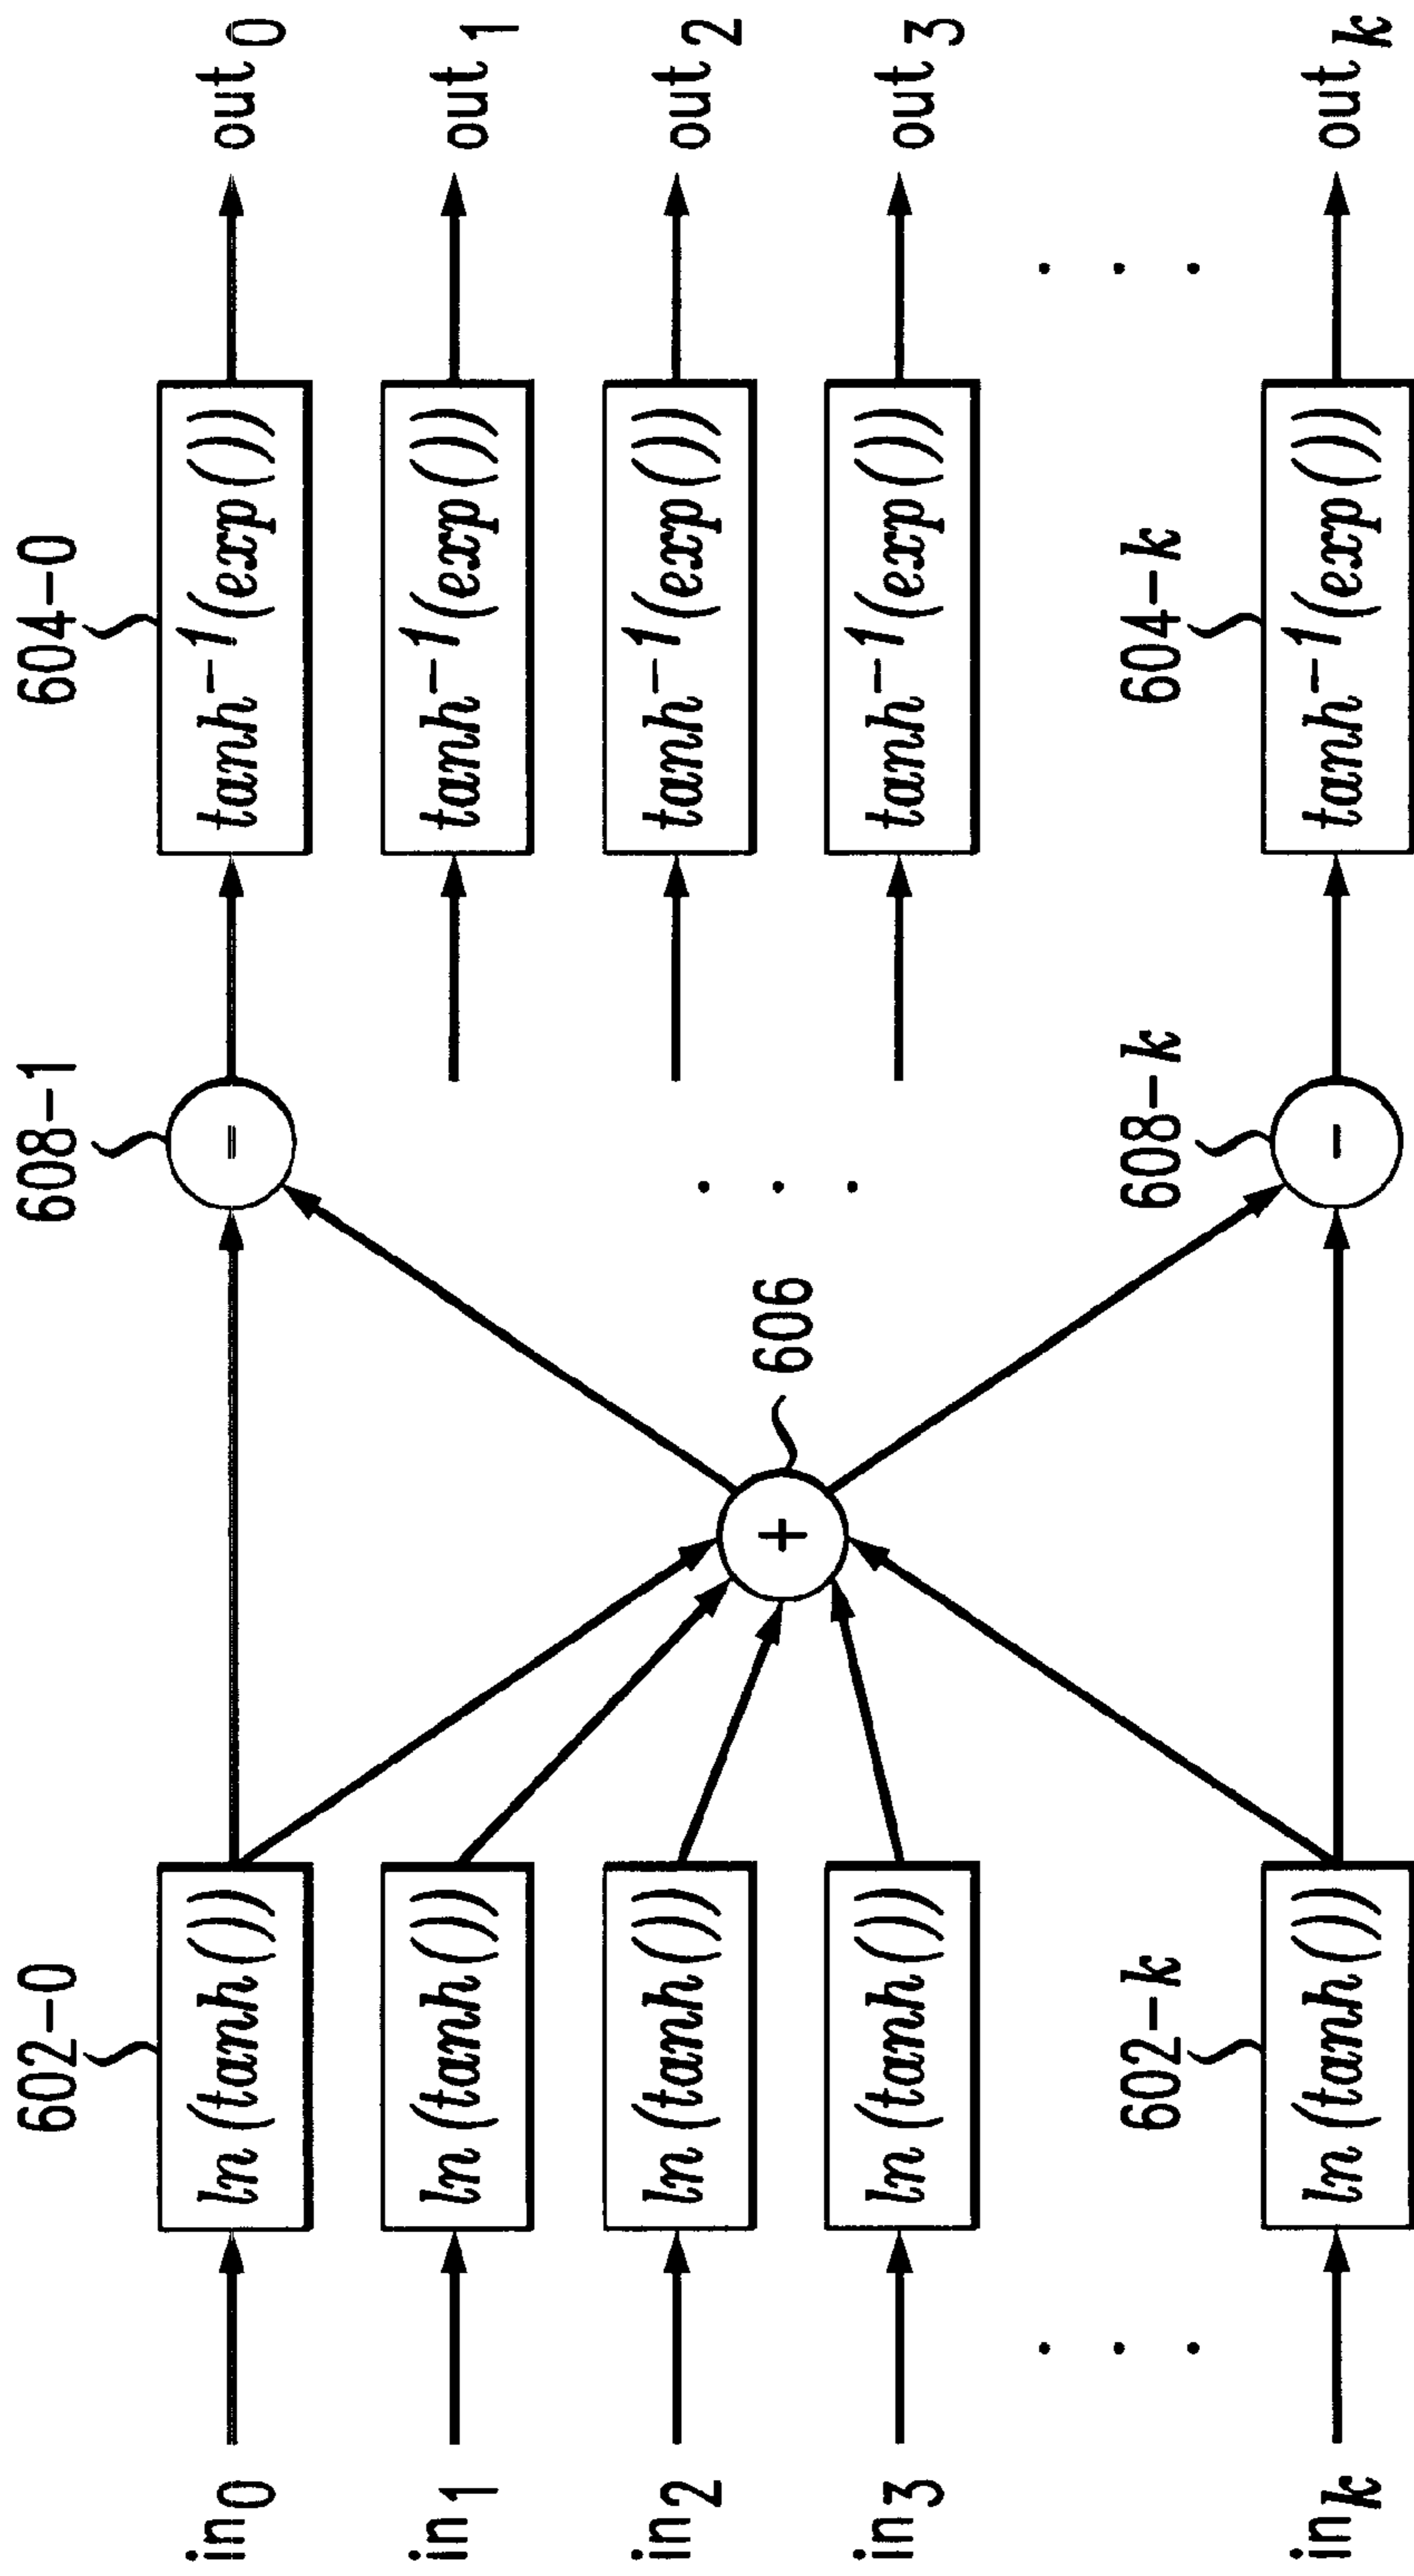 602-0
608-1
604-0
in0
ln(tanh())
-
tanh⁻¹(exp())
out0
in1
ln(tanh())
tanh⁻¹(exp())
out1
in2
ln(tanh())
tanh⁻¹(exp())
out2
+
606
in3
ln(tanh())
tanh⁻¹(exp())
out3
. . .
. . .
. . .
602-k
608-k
604-k
ink
ln(tanh())
-
tanh⁻¹(exp())
outk